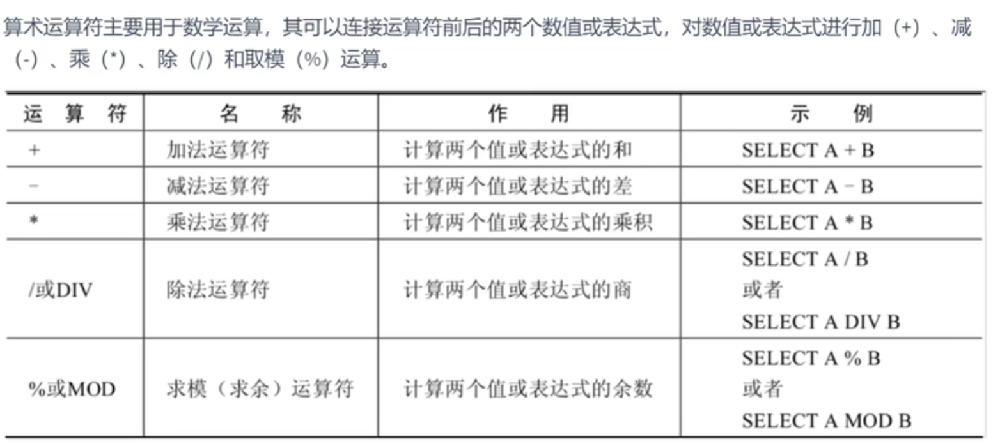 算术运算符主要用于数学运算，其可以连接运算符前后的两个数值或表达式，对数值或表达式进行加（+）、减
（-）、乘（*）、除（/）和取模（%）运算。
运 算 符 名 称 作 用 示 例
+ 加法运算符 计算两个值或表达式的和 SELECT A + B
- 减法运算符 计算两个值或表达式的差 SELECT A - B
* 乘法运算符 计算两个值或表达式的乘积 SELECT A * B
/或DIV 除法运算符 计算两个值或表达式的商 SELECT A / B
或者
SELECT A DIV B
%或MOD 求模（求余）运算符 计算两个值或表达式的余数 SELECT A % B
或者
SELECT A MOD B